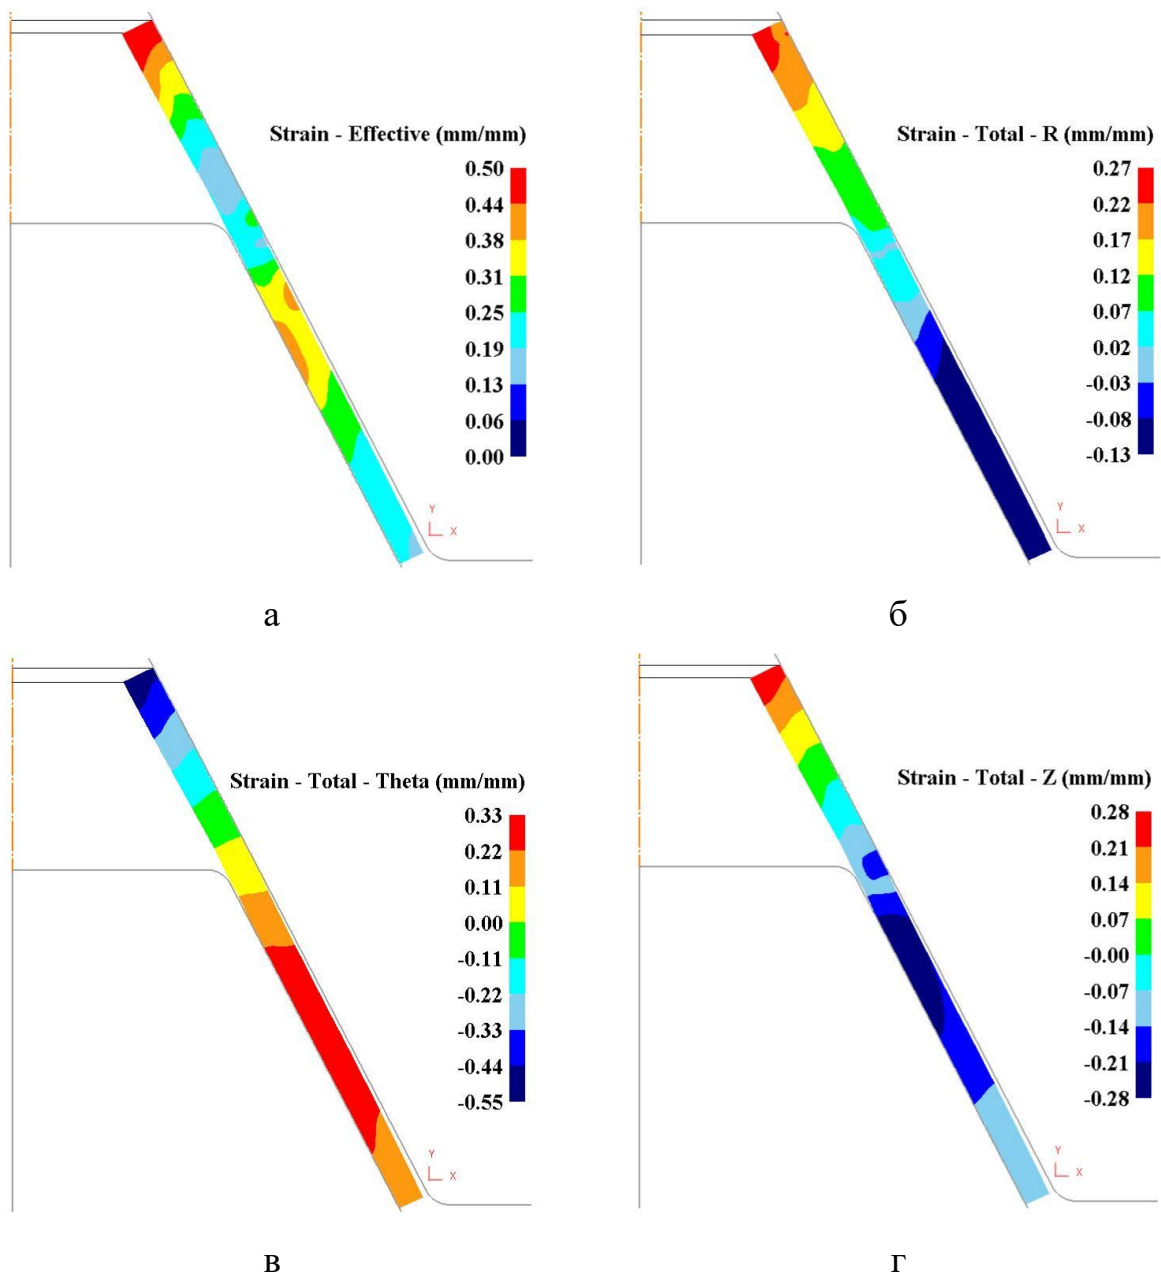 Strain - Effective (mm/mm)
0.50
0.44
0.38
0.31
0.25
0.19
0.13
0.06
0.00
Y
X
а
Strain - Total - R (mm/mm)
0.27
0.22
0.17
0.12
0.07
0.02
-0.03
-0.08
-0.13
Y
X
б
Strain - Total - Theta (mm/mm)
0.33
0.22
0.11
0.00
-0.11
-0.22
-0.33
-0.44
-0.55
Y
X
в
Strain - Total - Z (mm/mm)
0.28
0.21
0.14
0.07
-0.00
-0.07
-0.14
-0.21
-0.28
Y
X
г